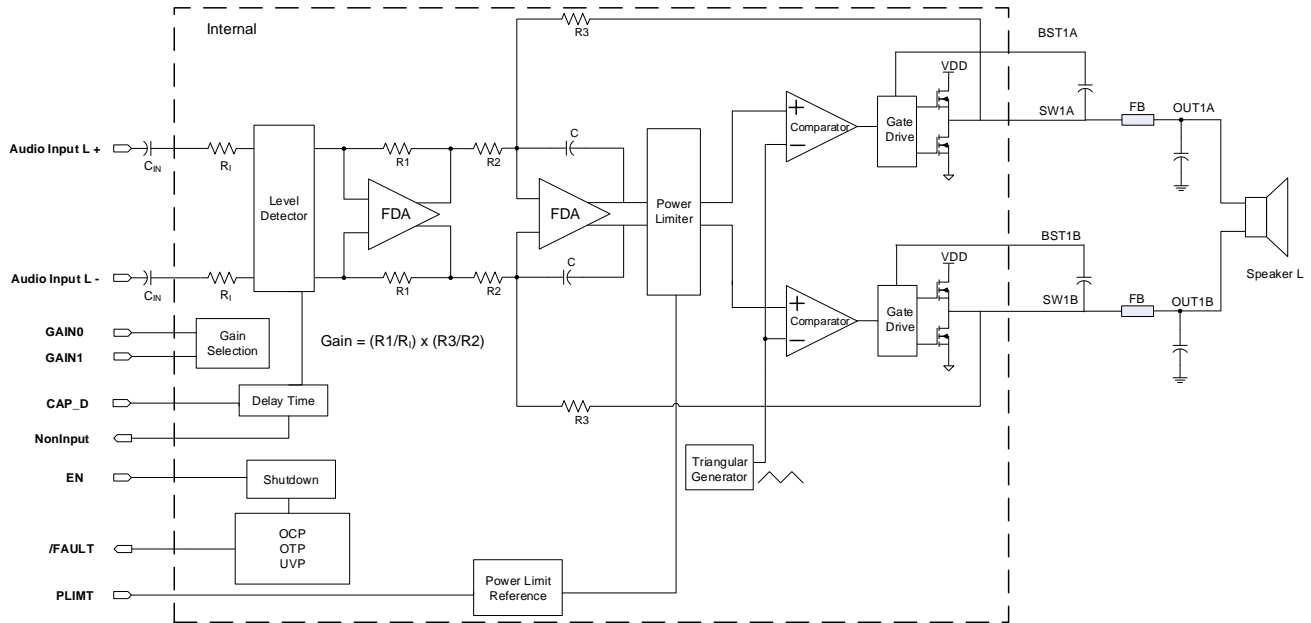 Internal
R3
BST1A
VDD
C
Gate
Drive
SW1A
FB
OUT1A
Comparator
Audio Input L +
CIN
RI
Level
Detector
R1
R2
FDA
FDA
Power
Limiter
Audio Input L -
CIN
RI
R1
R2
C
BST1B
VDD
Speaker L
SW1B
FB
OUT1B
Comparator
Gate
Drive
GAIN0
GAIN1
Gain
Selection
Gain = (R1/RI) x (R3/R2)
CAP_D
Delay Time
R3
NonInput
Triangular
Generator
EN
Shutdown
/FAULT
OCP
OTP
UVP
PLIMT
Power Limit
Reference